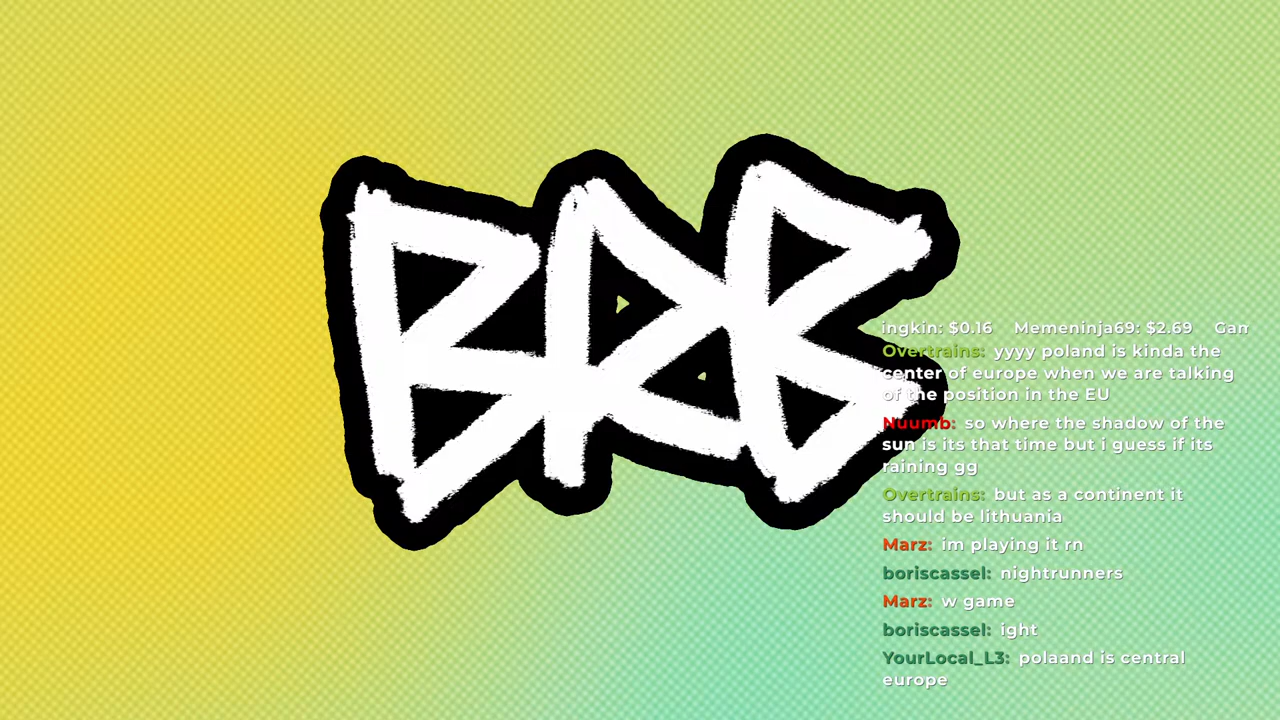 BRB
ingkin: $0.16 Memeninja69: $2.69 Gan
Overtrains: yyyy poland is kinda the
center of europe when we are talking
of the position in the EU
Nuumb: so where the shadow of the
sun is its that time but i guess if its
raining gg
Overtrains: but as a continent it
should be lithuania
Marz: im playing it rn
boriscassel: nightrunners
Marz: w game
boriscassel: ight
YourLocal_L3: polaand is central
europe